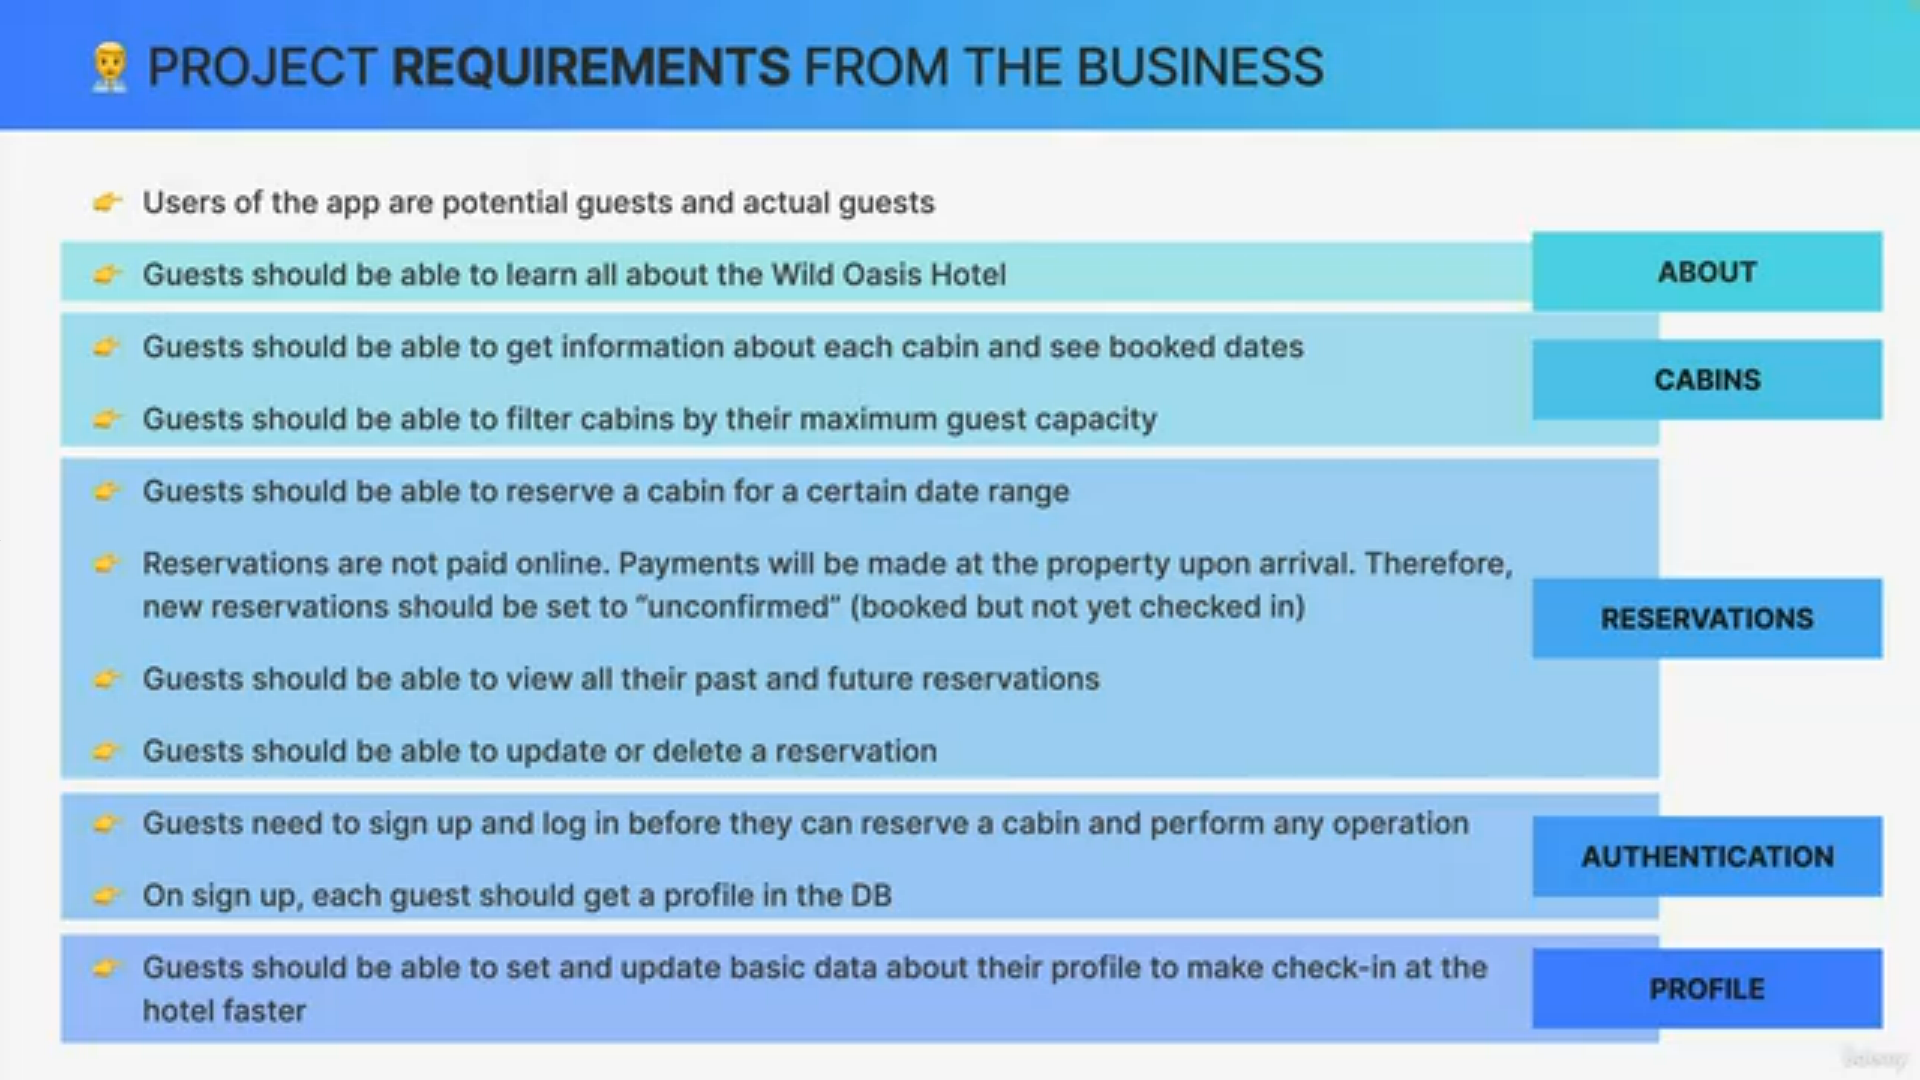 PROJECT REQUIREMENTS FROM THE BUSINESS
Users of the app are potential guests and actual guests
Guests should be able to learn all about the Wild Oasis Hotel
ABOUT
Guests should be able to get information about each cabin and see booked dates
CABINS
Guests should be able to filter cabins by their maximum guest capacity
Guests should be able to reserve a cabin for a certain date range
Reservations are not paid online. Payments will be made at the property upon arrival. Therefore,
new reservations should be set to “unconfirmed” (booked but not yet checked in)
RESERVATIONS
Guests should be able to view all their past and future reservations
Guests should be able to update or delete a reservation
Guests need to sign up and log in before they can reserve a cabin and perform any operation
AUTHENTICATION
On sign up, each guest should get a profile in the DB
Guests should be able to set and update basic data about their profile to make check-in at the
hotel faster
PROFILE